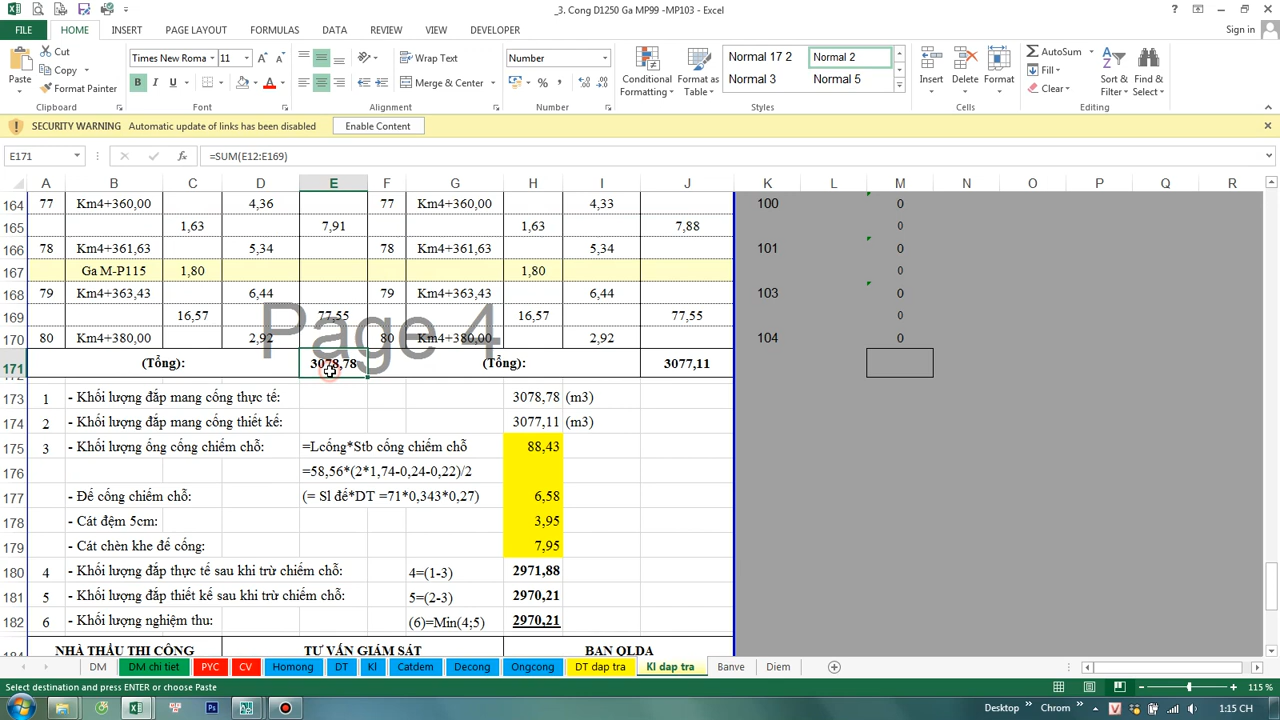 _3. Cong D1250 Ga MP99 -MP103 - Excel
FILE HOME INSERT PAGE LAYOUT FORMULAS DATA REVIEW VIEW DEVELOPER Sign in
Cut
Copy
Format Painter
Paste
Clipboard
Times New Roma 11
B I U
Font
Wrap Text
Merge & Center
Alignment
Number
%
Number
Conditional Formatting
Format as Table
Normal 17 2 Normal 2
Normal 3 Normal 5
Styles
Insert Delete Format
Cells
AutoSum
Fill
Clear
Sort & Filter
Find & Select
Editing
SECURITY WARNING Automatic update of links has been disabled Enable Content
E171 fx =SUM(E12:E169)
A B C D E F G H I J K L M N O P Q R
164 77 Km4+360,00 4,36 77 Km4+360,00 4,33 100 0
165 1,63 7,91 1,63 7,88 0
166 78 Km4+361,63 5,34 78 Km4+361,63 5,34 101 0
167 Ga M-P115 1,80 1,80 0
168 79 Km4+363,43 6,44 79 Km4+363,43 6,44 103 0
169 16,57 77,55 16,57 77,55 0
170 80 Km4+380,00 2,92 80 Km4+380,00 2,92 104 0
Page 4
171 (Tổng): 3078,78 (Tổng): 3077,11
173 1 - Khối lượng đắp mang cống thực tế: 3078,78 (m3)
174 2 - Khối lượng đắp mang cống thiết kế: 3077,11 (m3)
175 3 - Khối lượng ống cống chiếm chỗ: =Lcống*Stb cống chiếm chỗ 88,43
176 =58,56*(2*1,74-0,24-0,22)/2
177 - Đế cống chiếm chỗ: (= Sl đế*DT =71*0,343*0,27) 6,58
178 - Cát đệm 5cm: 3,95
179 - Cát chèn khe đế cống: 7,95
180 4 - Khối lượng đắp thực tế sau khi trừ chiếm chỗ: 4=(1-3) 2971,88
181 5 - Khối lượng đắp thiết kế sau khi trừ chiếm chỗ: 5=(2-3) 2970,21
182 6 - Khối lượng nghiệm thu: (6)=Min(4;5) 2970,21
184 NHÀ THẦU THI CÔNG TƯ VẤN GIÁM SÁT BAN QLDA
DM DM chi tiet PYC CV Homong DT Kl Catdem Decong Ongcong DT dap tra Kl dap tra Banve Diem
Select destination and press ENTER or choose Paste 115 %
Desktop Chrom 1:15 CH